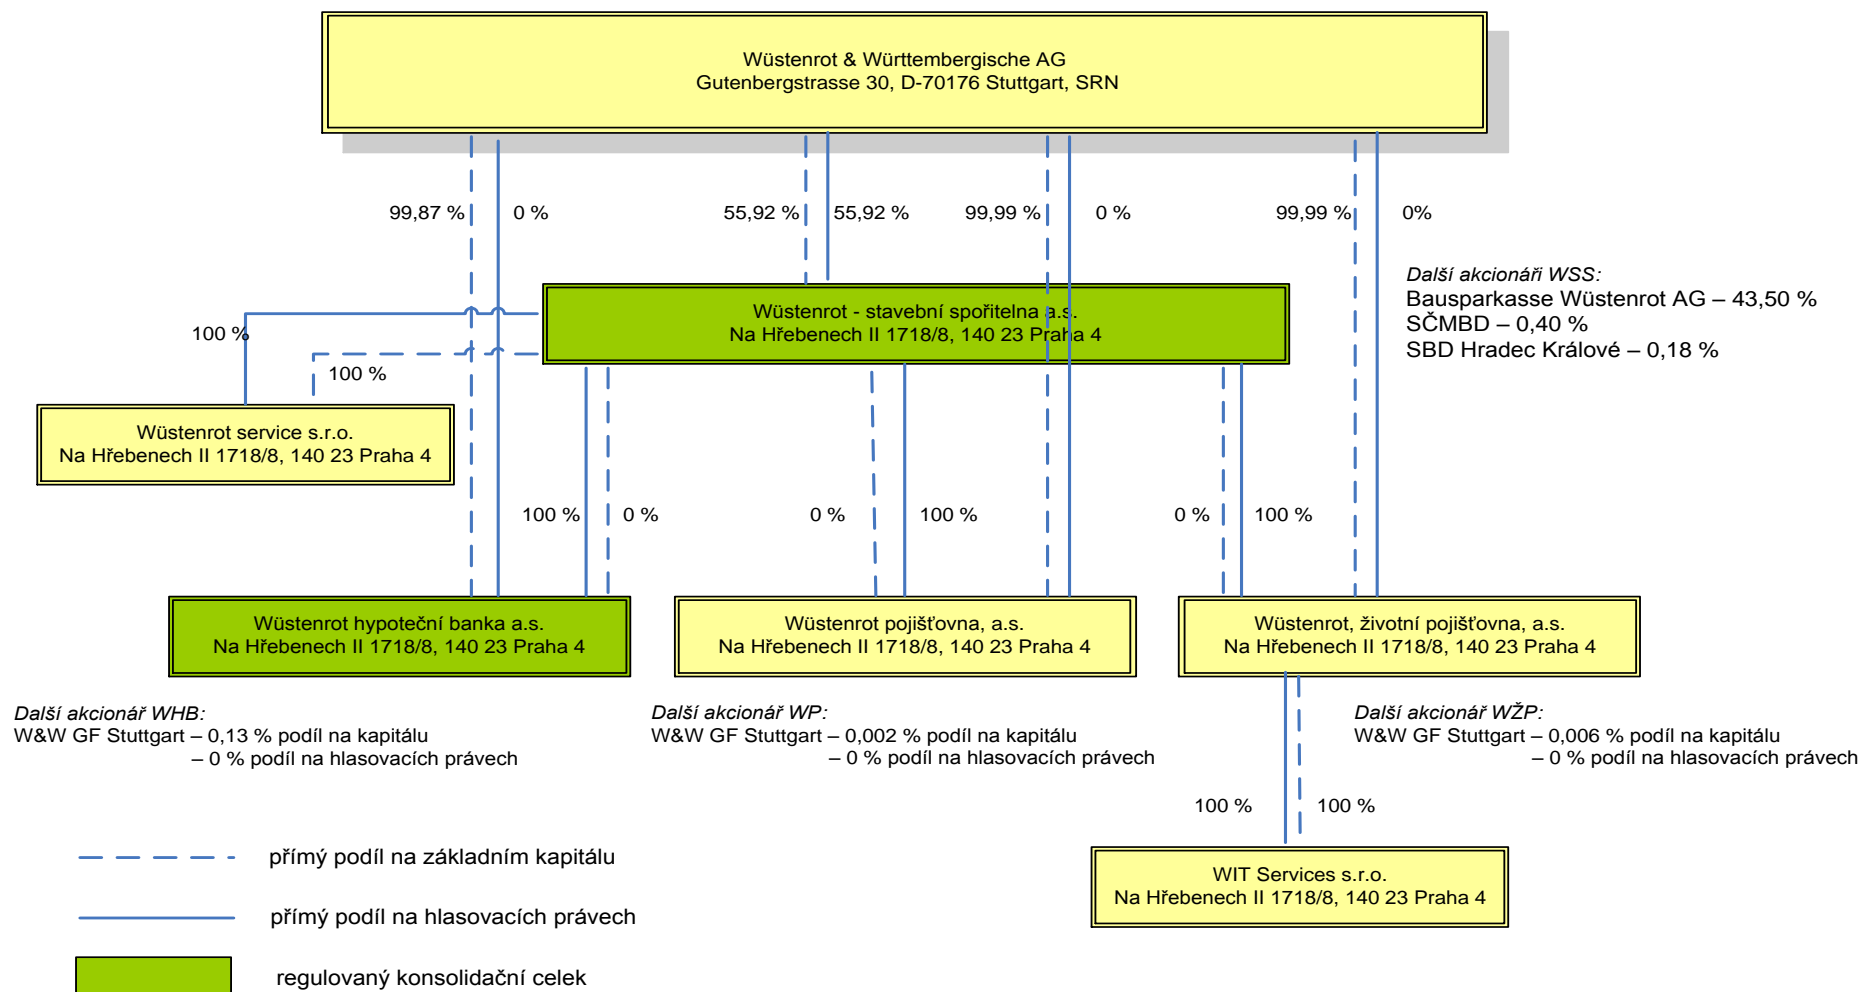 Wüstenrot & Württembergische AG
Gutenbergstrasse 30, D-70176 Stuttgart, SRN
99,87 %
0 %
55,92 %
55,92 %
99,99 %
0 %
99,99 %
0%
Další akcionáři WSS:
Bausparkasse Wüstenrot AG – 43,50 %
SČMBD – 0,40 %
SBD Hradec Králové – 0,18 %
Wüstenrot - stavební spořitelna a.s.
Na Hřebenech II 1718/8, 140 23 Praha 4
100 %
100 %
Wüstenrot service s.r.o.
Na Hřebenech II 1718/8, 140 23 Praha 4
100 %
0 %
0 %
100 %
0 %
100 %
Wüstenrot hypoteční banka a.s.
Na Hřebenech II 1718/8, 140 23 Praha 4
Wüstenrot pojišťovna, a.s.
Na Hřebenech II 1718/8, 140 23 Praha 4
Wüstenrot, životní pojišťovna, a.s.
Na Hřebenech II 1718/8, 140 23 Praha 4
Další akcionář WHB:
W&W GF Stuttgart – 0,13 % podíl na kapitálu
– 0 % podíl na hlasovacích právech
Další akcionář WP:
W&W GF Stuttgart – 0,002 % podíl na kapitálu
– 0 % podíl na hlasovacích právech
Další akcionář WŽP:
W&W GF Stuttgart – 0,006 % podíl na kapitálu
– 0 % podíl na hlasovacích právech
100 %
100 %
WIT Services s.r.o.
Na Hřebenech II 1718/8, 140 23 Praha 4
přímý podíl na základním kapitálu
přímý podíl na hlasovacích právech
regulovaný konsolidační celek